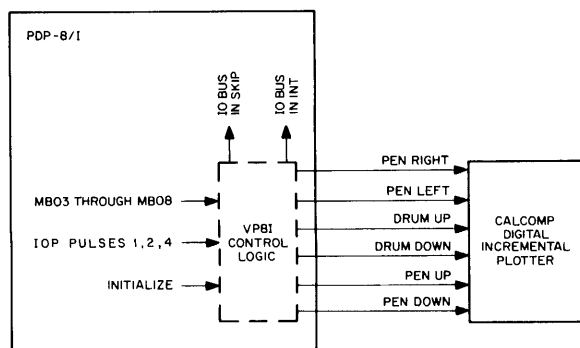 PDP-8/I
IO BUS
IN SKIP
IO BUS
IN INT
MB03 THROUGH MB08
IOP PULSES 1,2,4
INITIALIZE
VP8I
CONTROL
LOGIC
PEN RIGHT
PEN LEFT
DRUM UP
DRUM DOWN
PEN UP
PEN DOWN
CALCOMP
DIGITAL
INCREMENTAL
PLOTTER